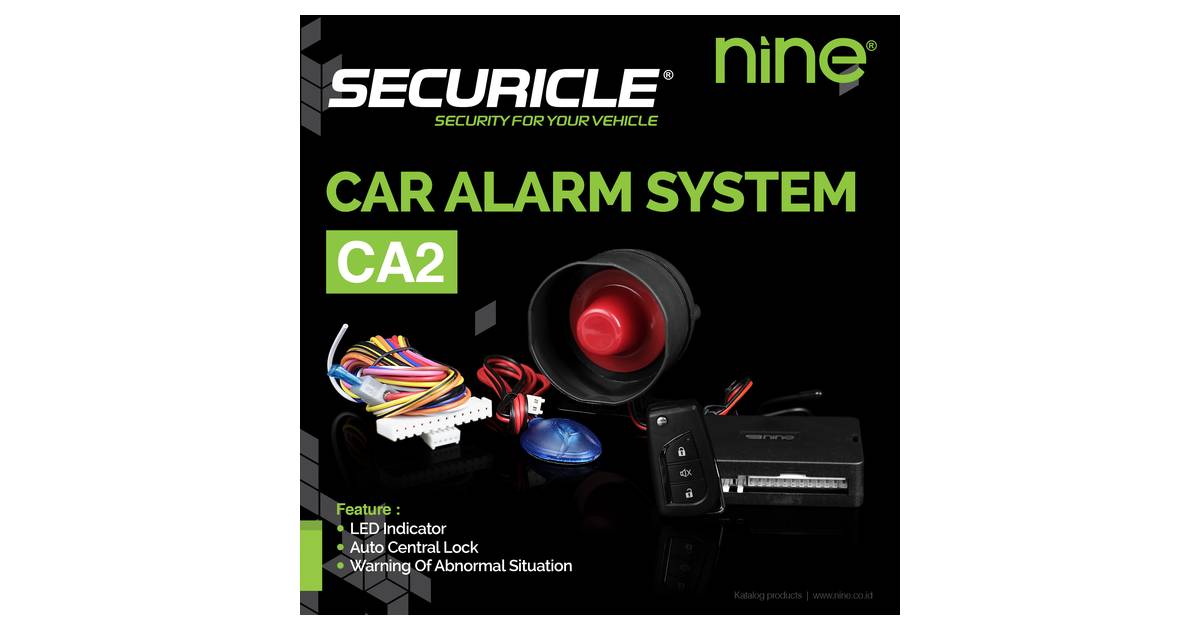 nine®
SECURICLE®
SECURITY FOR YOUR VEHICLE
CAR ALARM SYSTEM
CA2
nine
Feature :
• LED Indicator
• Auto Central Lock
• Warning Of Abnormal Situation
Katalog products | www.nine.co.id